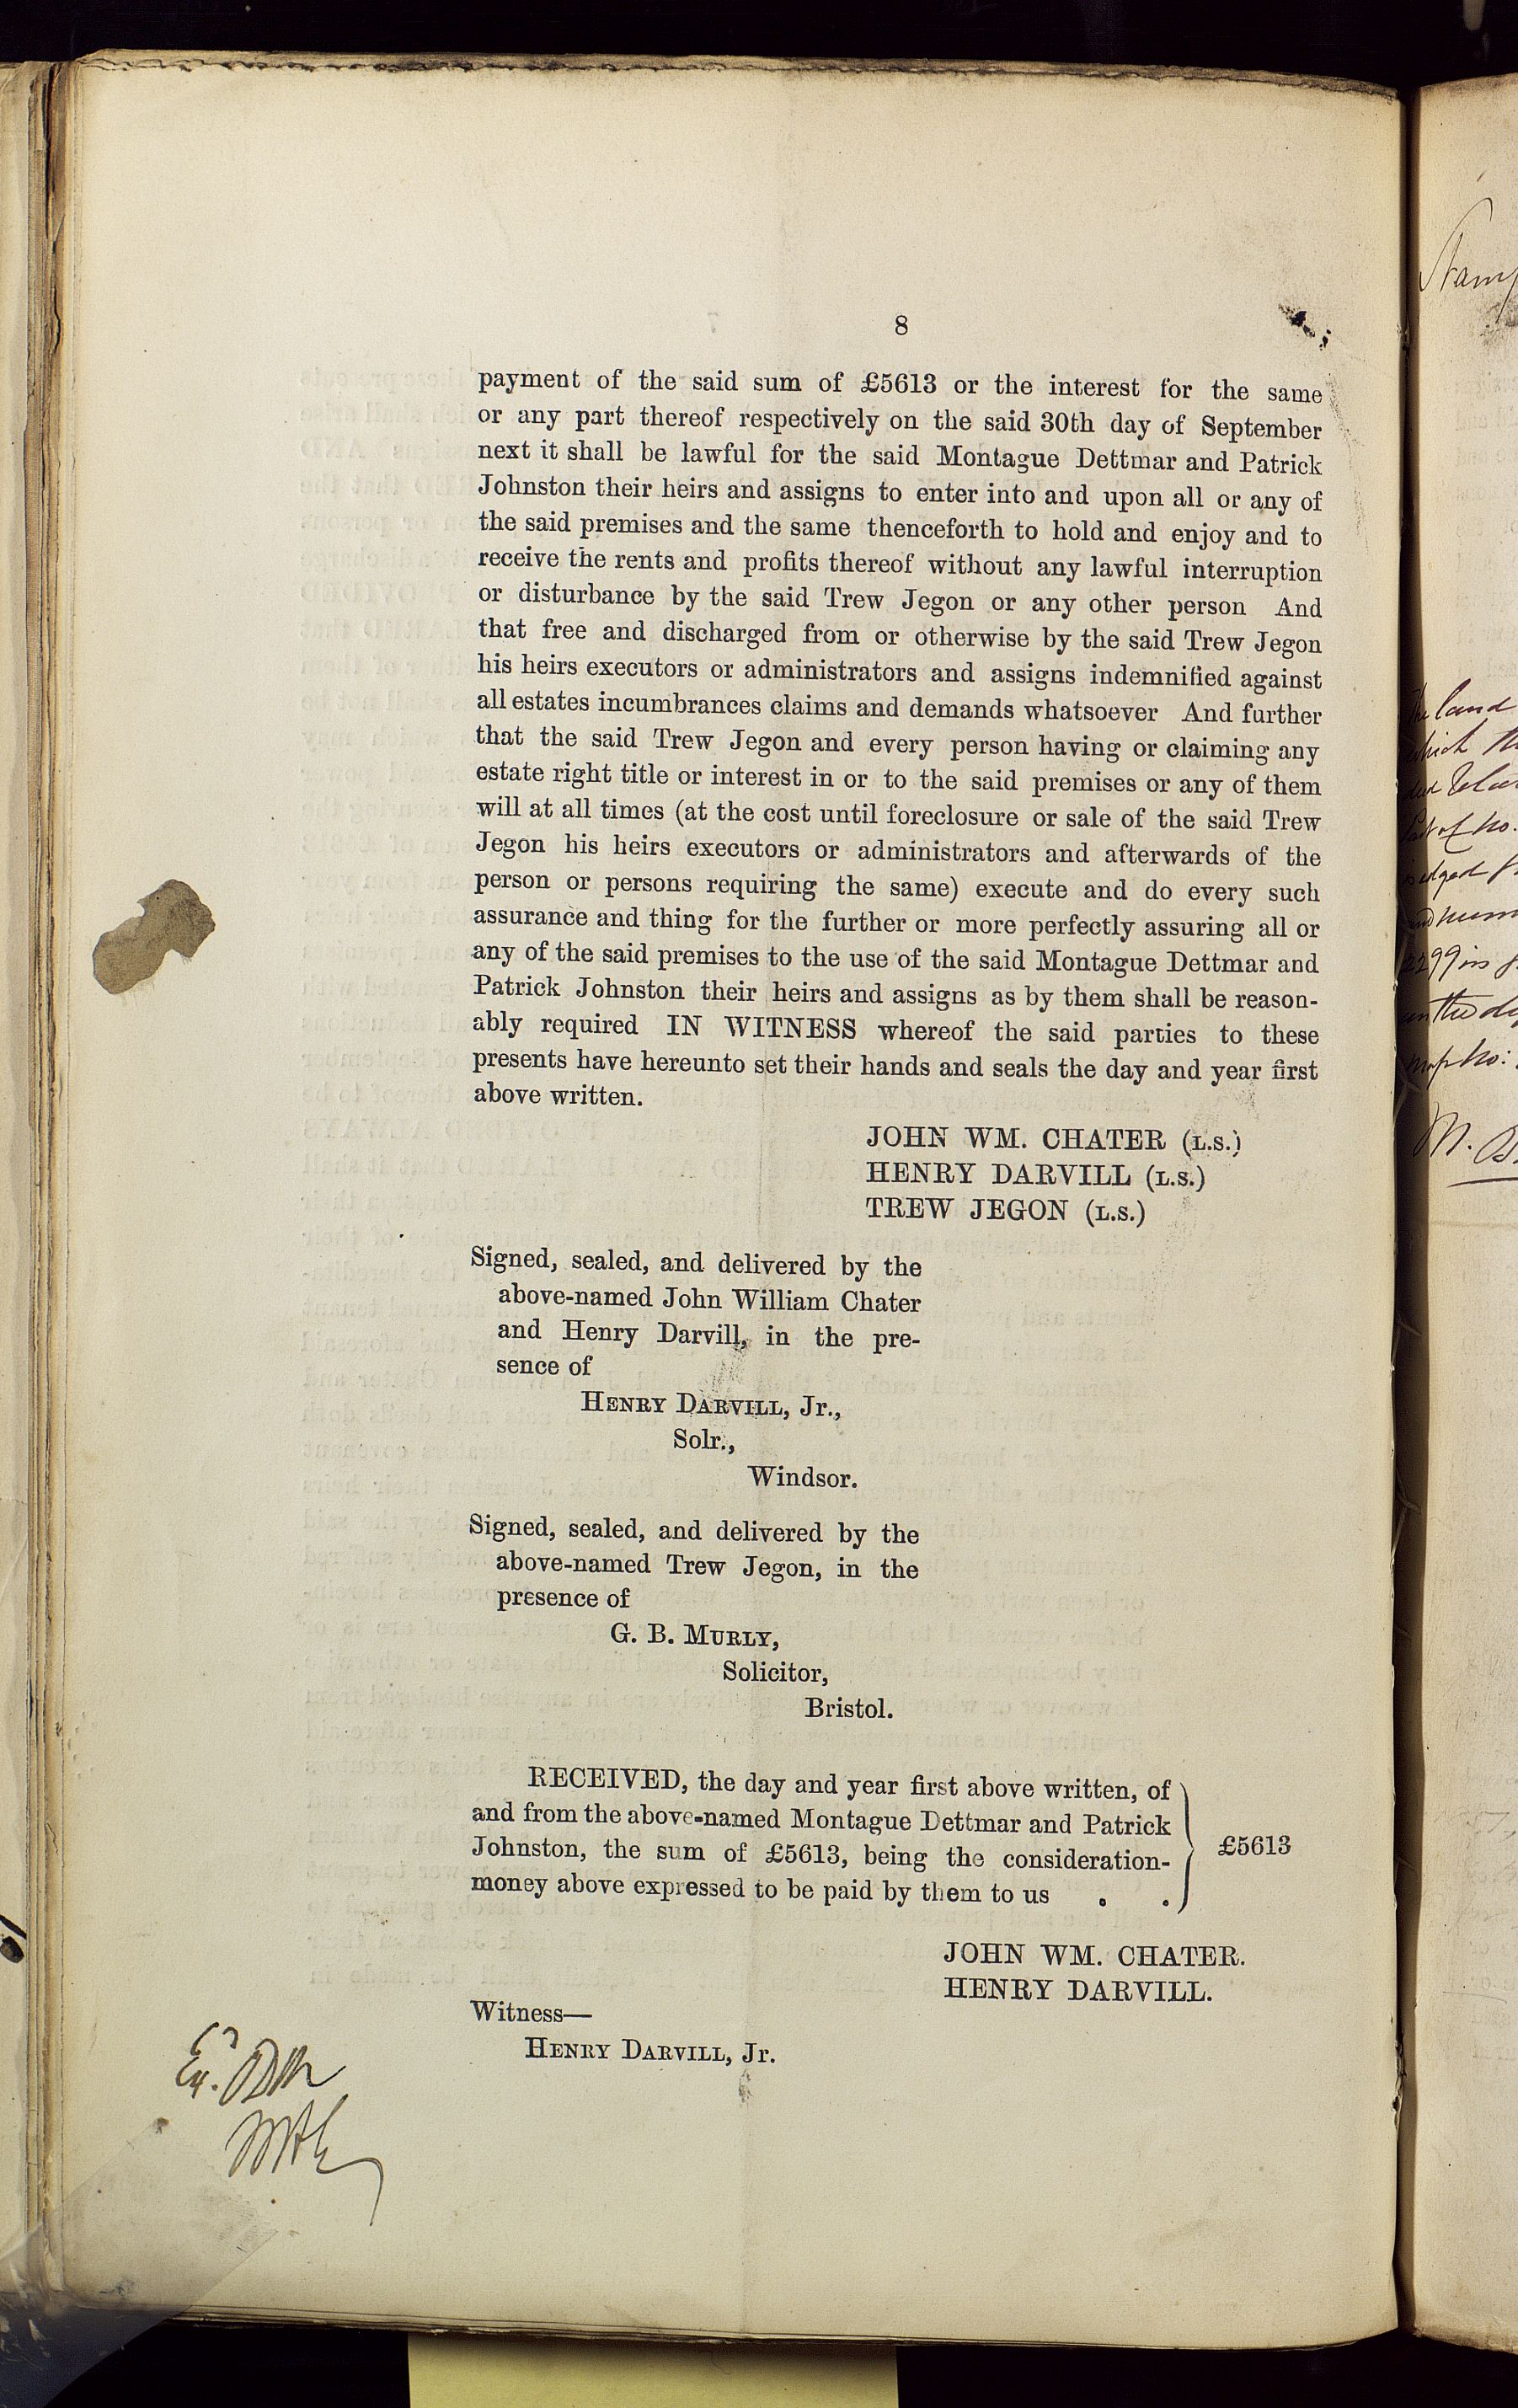 8
payment of the said sum of £5613 or the interest for the same
or any part thereof respectively on the said 30th day of September
next it shall be lawful for the said Montague Dettmar and Patrick
Johnston their heirs and assigns to enter into and upon all or any of
the said premises and the same thenceforth to hold and enjoy and to
receive the rents and profits thereof without any lawful interruption
or disturbance by the said Trew Jegon or any other person And
that free and discharged from or otherwise by the said Trew Jegon
his heirs executors or administrators and assigns indemnified against
all estates incumbrances claims and demands whatsoever And further
that the said Trew Jegon and every person having or claiming any
estate right title or interest in or to the said premises or any of them
will at all times (at the cost until foreclosure or sale of the said Trew
Jegon his heirs executors or administrators and afterwards of the
person or persons requiring the same) execute and do every such
assurance and thing for the further or more perfectly assuring all or
any of the said premises to the use of the said Montague Dettmar and
Patrick Johnston their heirs and assigns as by them shall be reason-
ably required IN WITNESS whereof the said parties to these
presents have hereunto set their hands and seals the day and year first
above written.
JOHN WM. CHATER (L.S.)
HENRY DARVILL (L.S.)
TREW JEGON (L.S.)
Signed, sealed, and delivered by the
above-named John William Chater
and Henry Darvill, in the pre-
sence of
HENRY DARVILL, Jr.,
Solr.,
Windsor.
Signed, sealed, and delivered by the
above-named Trew Jegon, in the
presence of
G. B. MURLY,
Solicitor,
Bristol.
RECEIVED, the day and year first above written, of
and from the above-named Montague Dettmar and Patrick
Johnston, the sum of £5613, being the consideration-
money above expressed to be paid by them to us . .
£5613
JOHN WM. CHATER.
HENRY DARVILL.
Witness—
HENRY DARVILL, Jr.
land